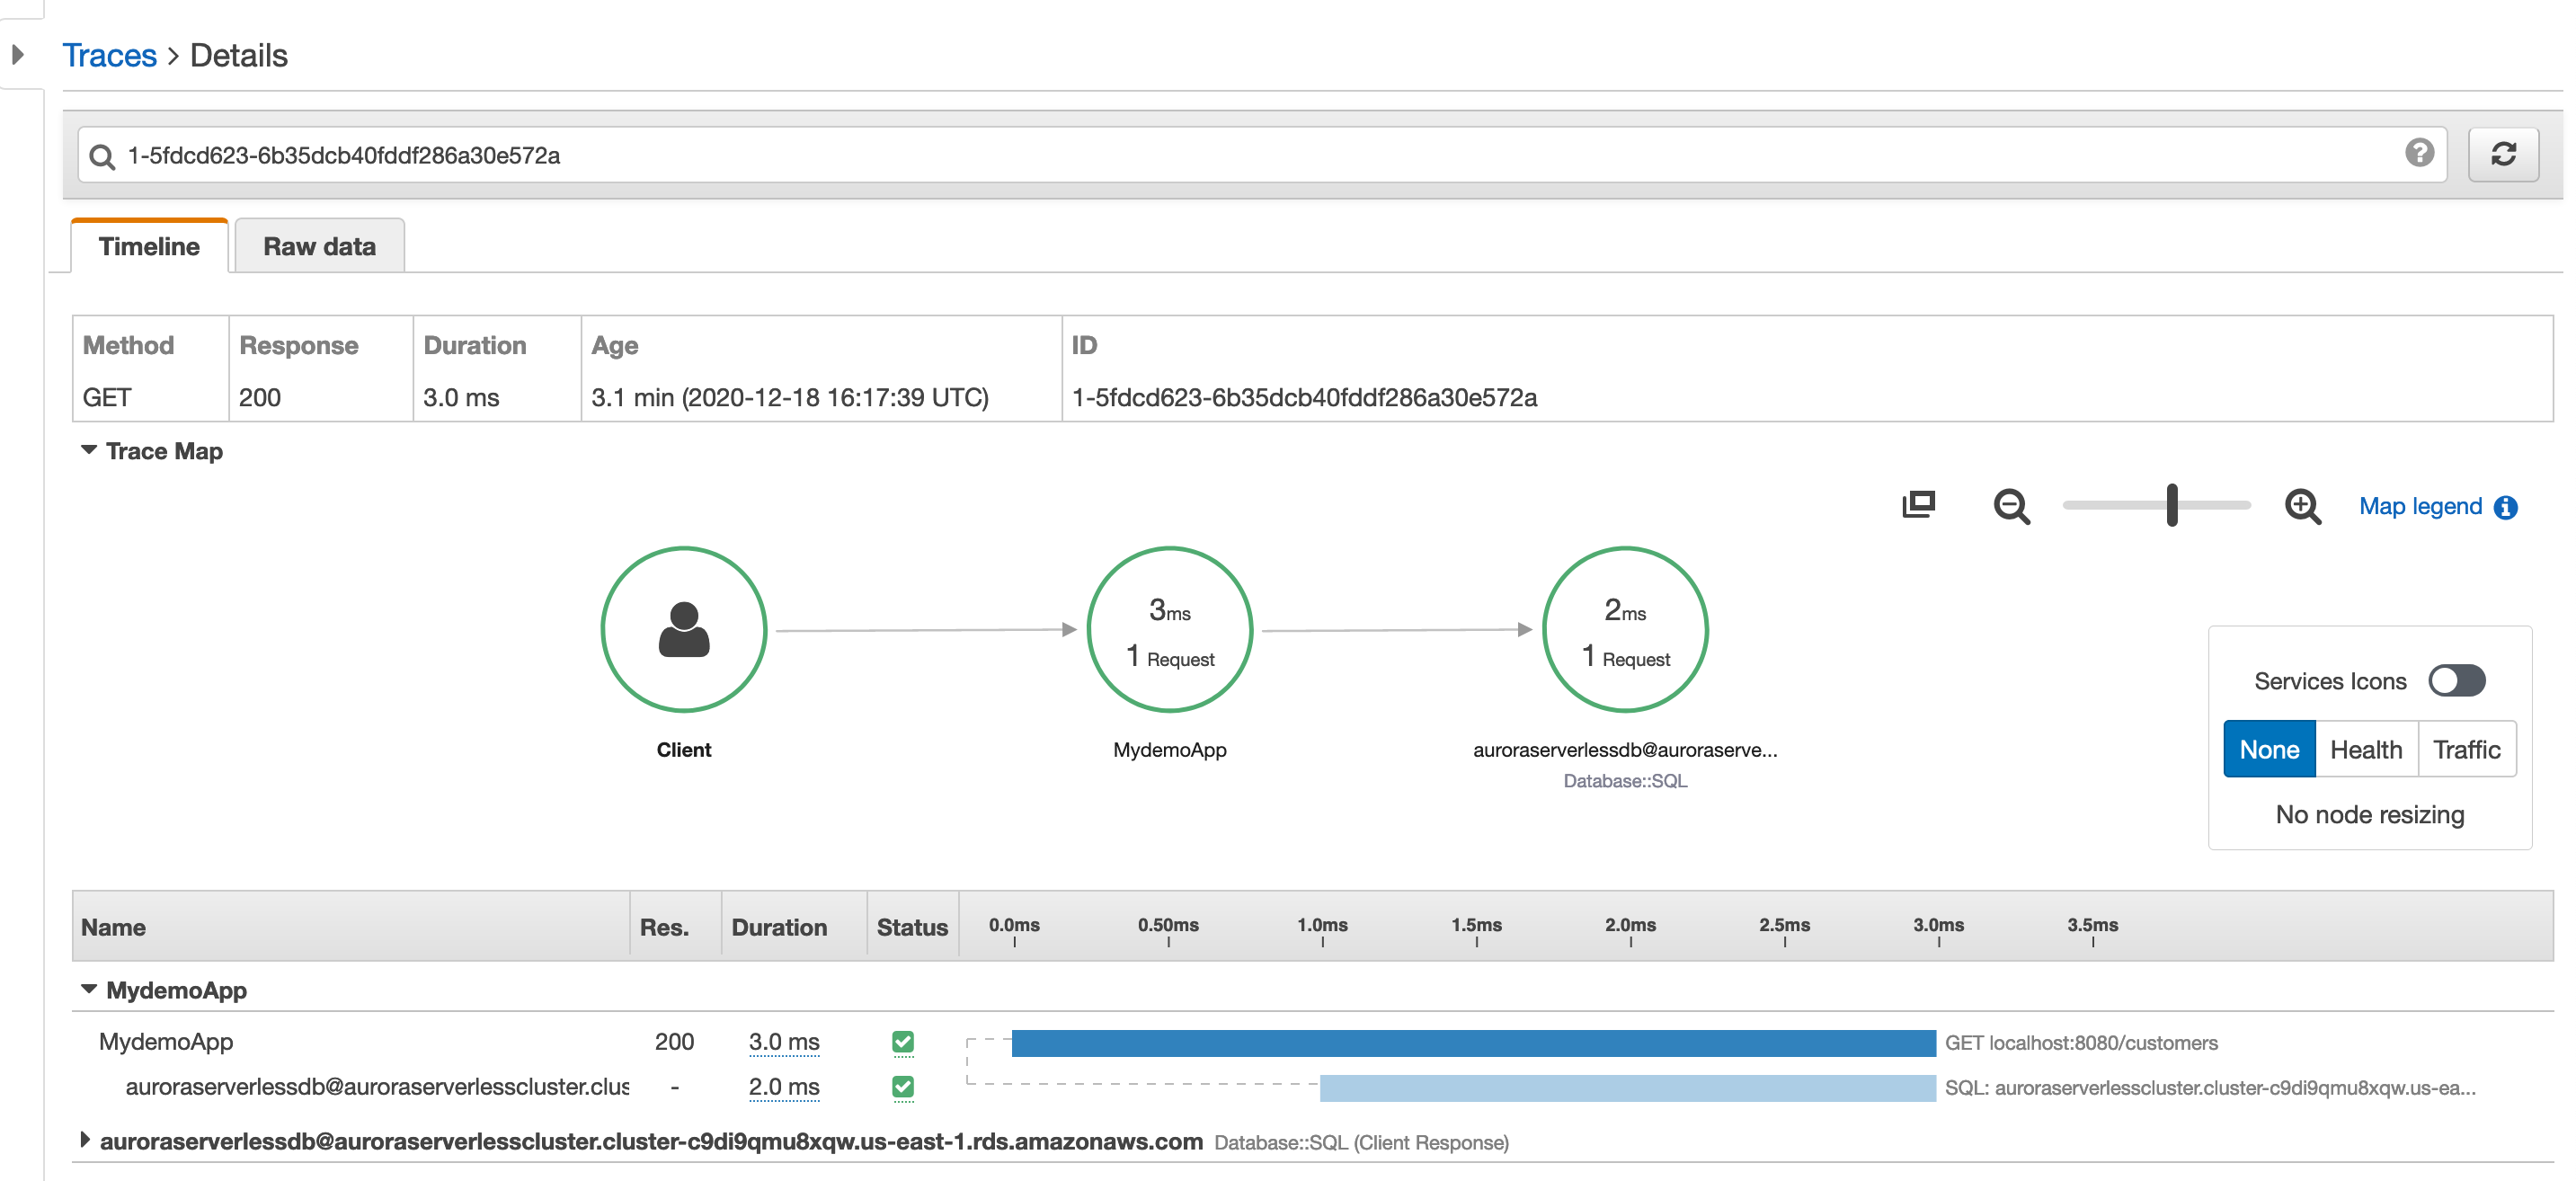 Traces > Details
1-5fdcd623-6b35dcb40fddf286a30e572a
Timeline Raw data
Method Response Duration Age ID
GET 200 3.0 ms 3.1 min (2020-12-18 16:17:39 UTC) 1-5fdcd623-6b35dcb40fddf286a30e572a
Trace Map
Map legend
3ms 2ms
1 Request 1 Request
Services Icons
Client MydemoApp auroraserverlessdb@auroraserve... None Health Traffic
Database::SQL
No node resizing
Name Res. Duration Status 0.0ms 0.50ms 1.0ms 1.5ms 2.0ms 2.5ms 3.0ms 3.5ms
MydemoApp
MydemoApp 200 3.0 ms GET localhost:8080/customers
auroraserverlessdb@auroraserverlesscluster.clus - 2.0 ms SQL: auroraserverlesscluster.cluster-c9di9qmu8xqw.us-ea...
auroraserverlessdb@auroraserverlesscluster.cluster-c9di9qmu8xqw.us-east-1.rds.amazonaws.com Database::SQL (Client Response)